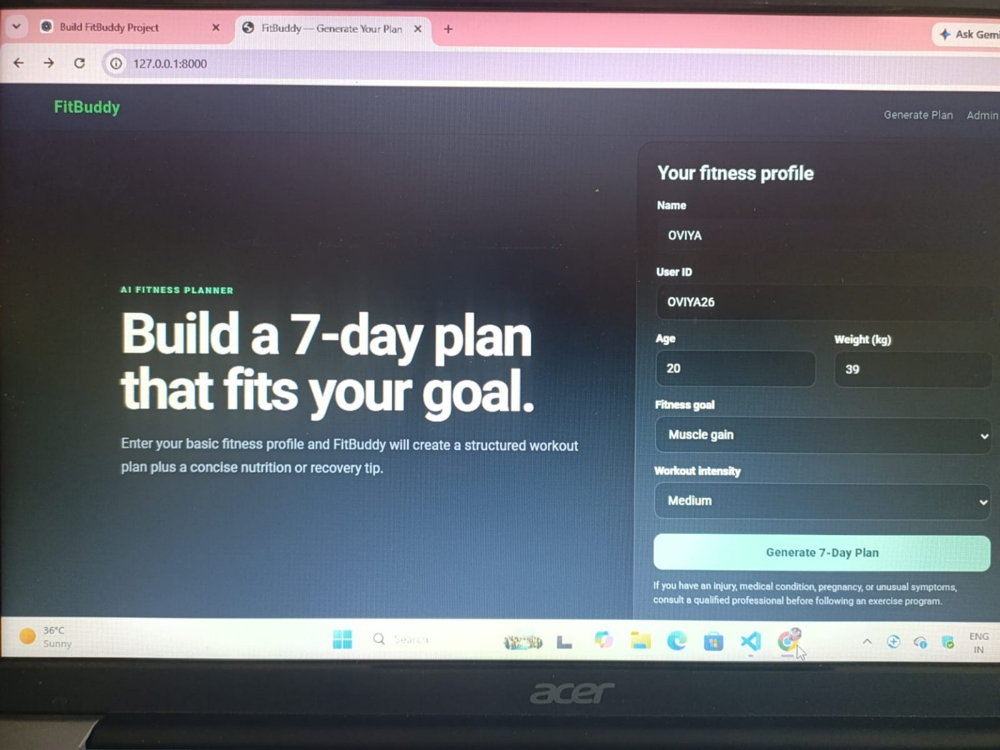 Build FitBuddy Project
FitBuddy — Generate Your Plan
Ask Gemi
127.0.0.1:8000
FitBuddy
Generate Plan
Admin
AI FITNESS PLANNER
Build a 7-day plan
that fits your goal.
Enter your basic fitness profile and FitBuddy will create a structured workout
plan plus a concise nutrition or recovery tip.
Your fitness profile
Name
OVIYA
User ID
OVIYA26
Age
Weight (kg)
20
39
Fitness goal
Muscle gain
Workout intensity
Medium
Generate 7-Day Plan
If you have an injury, medical condition, pregnancy, or unusual symptoms,
consult a qualified professional before following an exercise program.
36°C
Sunny
Search
ENG
IN
acer